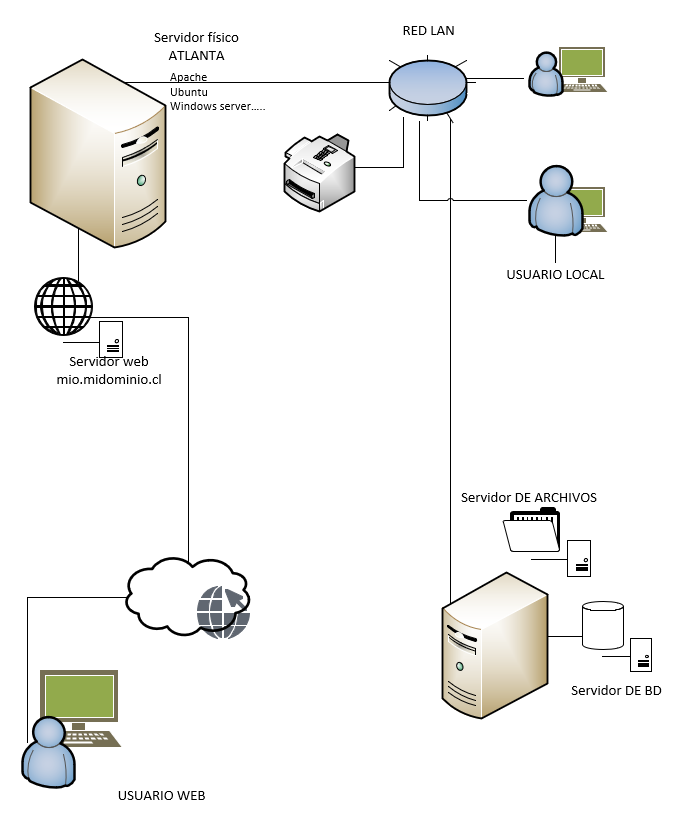 Servidor físico
ATLANTA
Apache
Ubuntu
Windows server.....
RED LAN
USUARIO LOCAL
Servidor web
mio.midominio.cl
Servidor DE ARCHIVOS
Servidor DE BD
USUARIO WEB